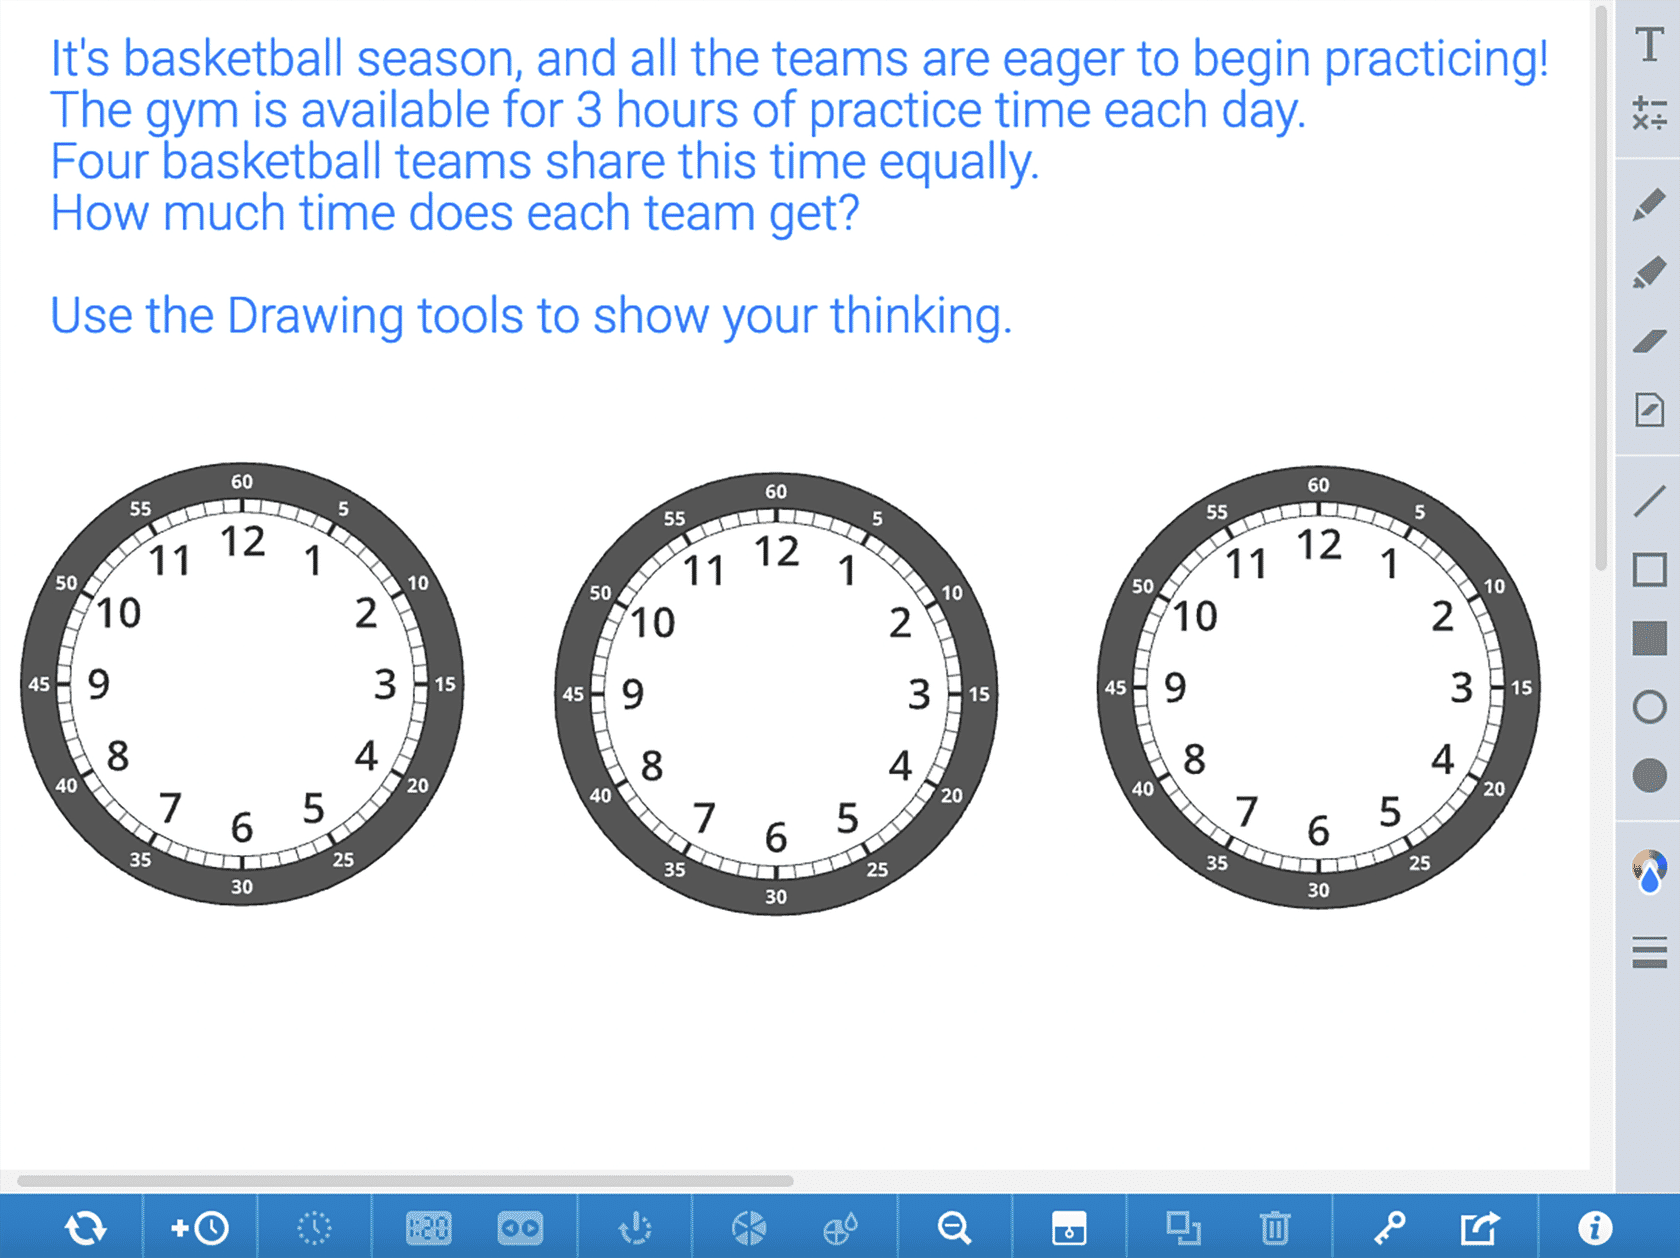 It's basketball season, and all the teams are eager to begin practicing!
The gym is available for 3 hours of practice time each day.
Four basketball teams share this time equally.
How much time does each team get?
Use the Drawing tools to show your thinking.
60 5 10 15 20 25 30 35 40 45 50 55
12 1 2 3 4 5 6 7 8 9 10 11
60 5 10 15 20 25 30 35 40 45 50 55
12 1 2 3 4 5 6 7 8 9 10 11
60 5 10 15 20 25 30 35 40 45 50 55
12 1 2 3 4 5 6 7 8 9 10 11
T
+−
×÷
1:20